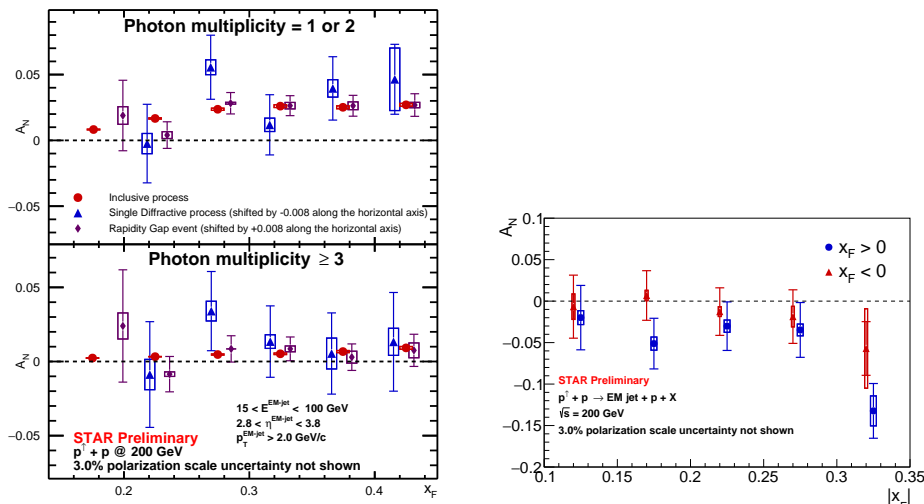 Photon multiplicity = 1 or 2
A_N
0.05
0
−0.05
Inclusive process
Single Diffractive process (shifted by -0.008 along the horizontal axis)
Rapidity Gap event (shifted by +0.008 along the horizontal axis)
Photon multiplicity ≥ 3
A_N
0.05
0
−0.05
15 < E^EM-jet < 100 GeV
2.8 < η^EM-jet < 3.8
p_T^EM-jet > 2.0 GeV/c
STAR Preliminary
p^↑ + p @ 200 GeV
3.0% polarization scale uncertainty not shown
0.2 0.3 0.4 x_F
A_N
0.1
0.05
0
−0.05
−0.1
−0.15
−0.2
x_F > 0
x_F < 0
STAR Preliminary
p^↑ + p → EM jet + p + X
√s = 200 GeV
3.0% polarization scale uncertainty not shown
0.1 0.15 0.2 0.25 0.3 0.35
|x_F|